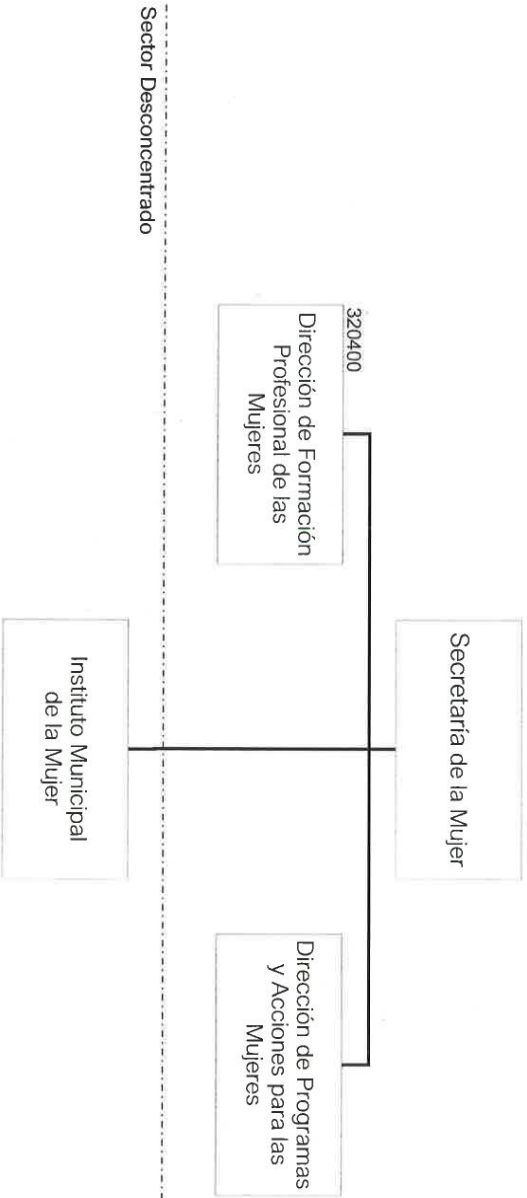 Secretaría de la Mujer
320400
Dirección de Formación
Profesional de las
Mujeres
Dirección de Programas
y Acciones para las
Mujeres
Sector Desconcentrado
Instituto Municipal
de la Mujer